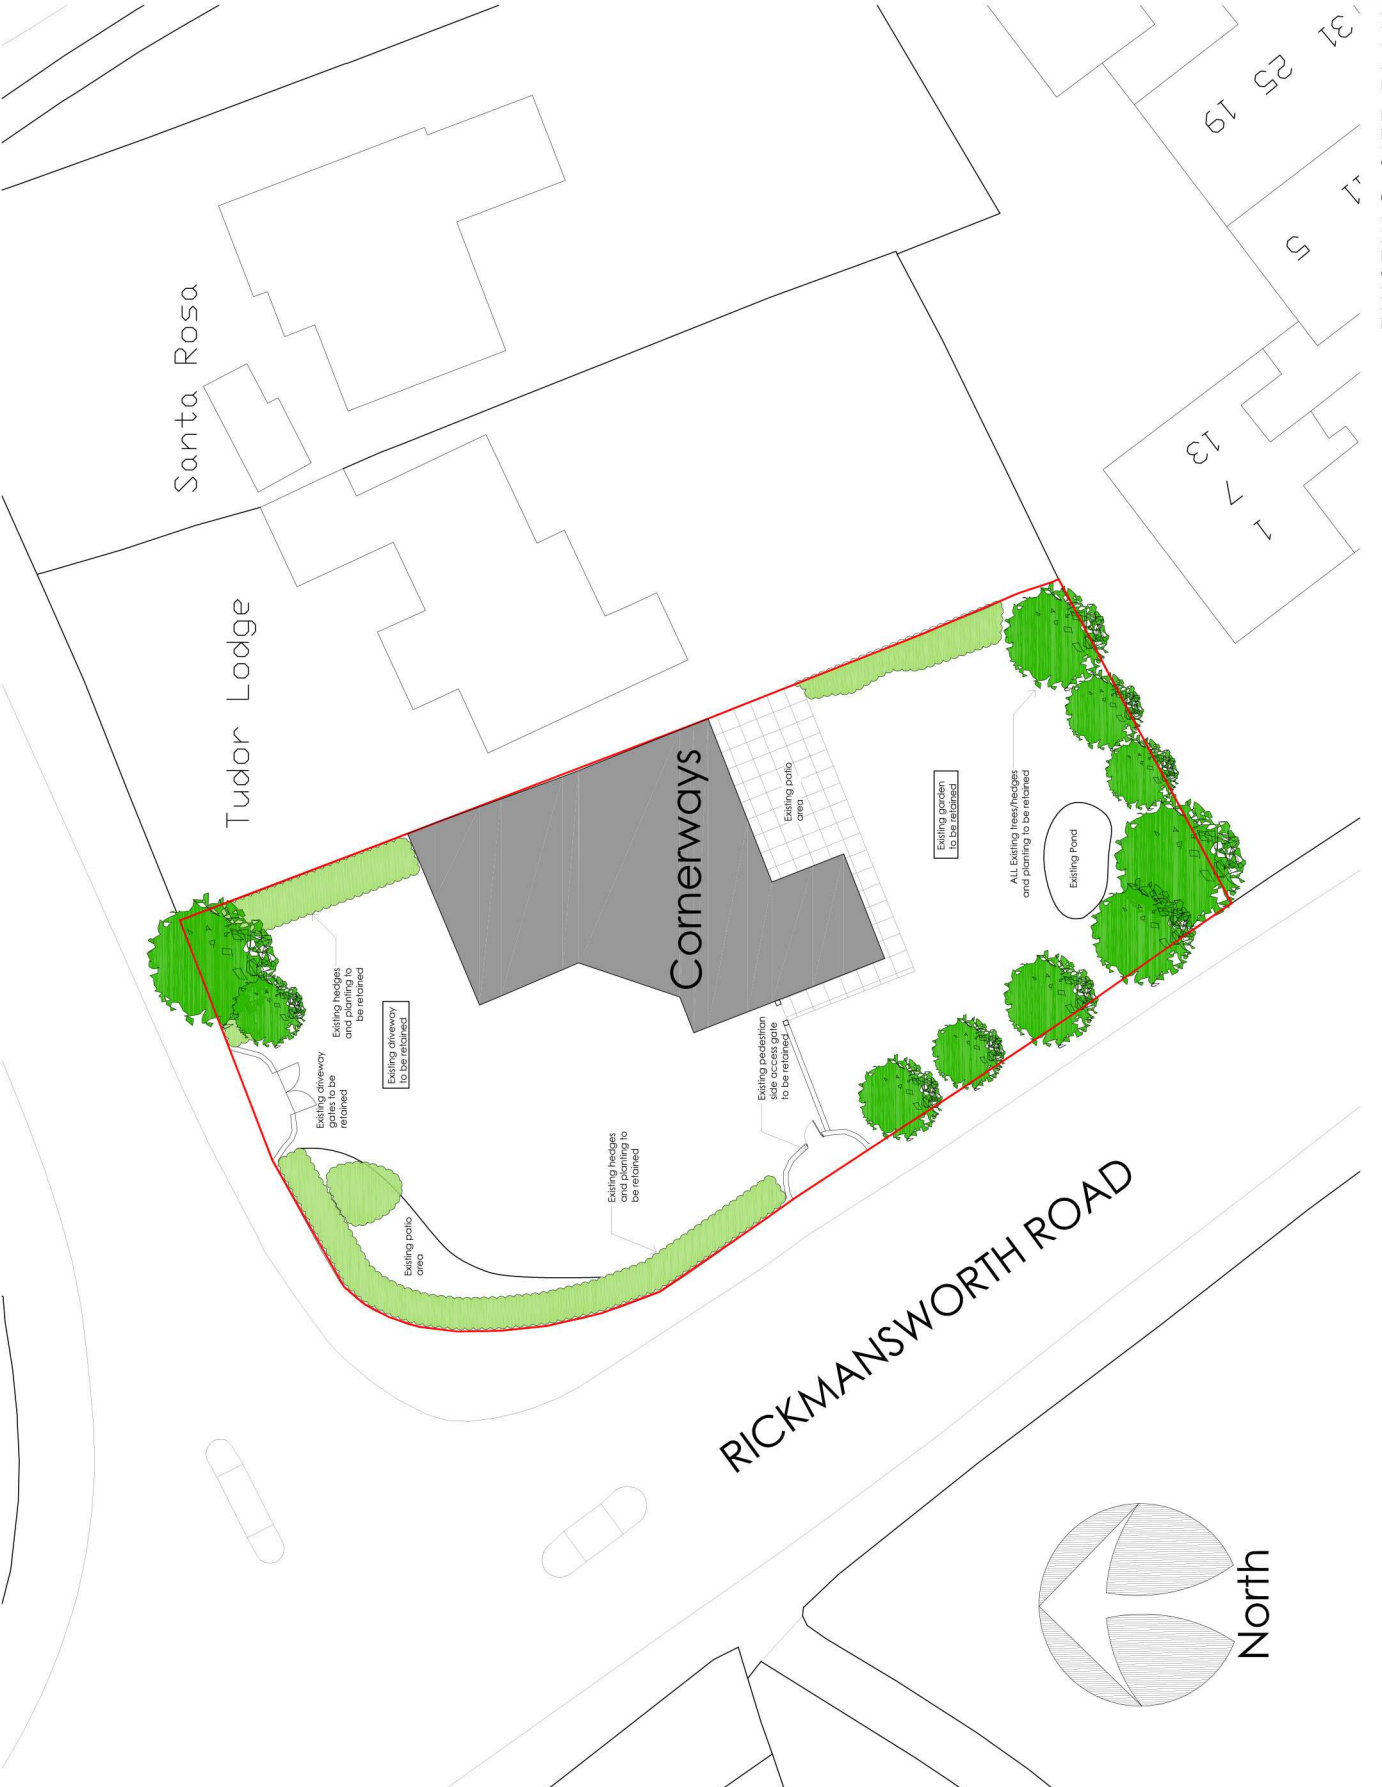 Santa Rosa
Tudor Lodge
31
25
19
11
5
13
7
1
Cornerways
Existing hedges
and planting to
be retained
Existing driveway
to be retained
Existing driveway
gates to be
retained
Existing patio
area
Existing hedges
and planting to
be retained
Existing pedestrian
side access gate
to be retained
Existing patio
area
Existing garden
to be retained
ALL Existing trees/hedges
and planting to be retained
Existing Pond
RICKMANSWORTH ROAD
North